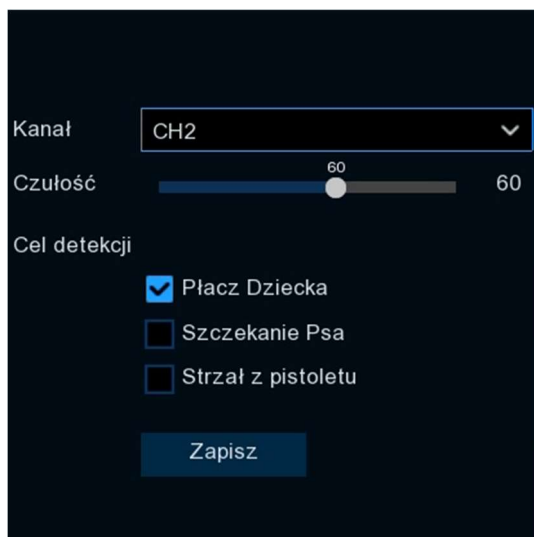 Kanał CH2
60
Czułość 60
Cel detekcji
Płacz Dziecka
Szczekanie Psa
Strzał z pistoletu
Zapisz